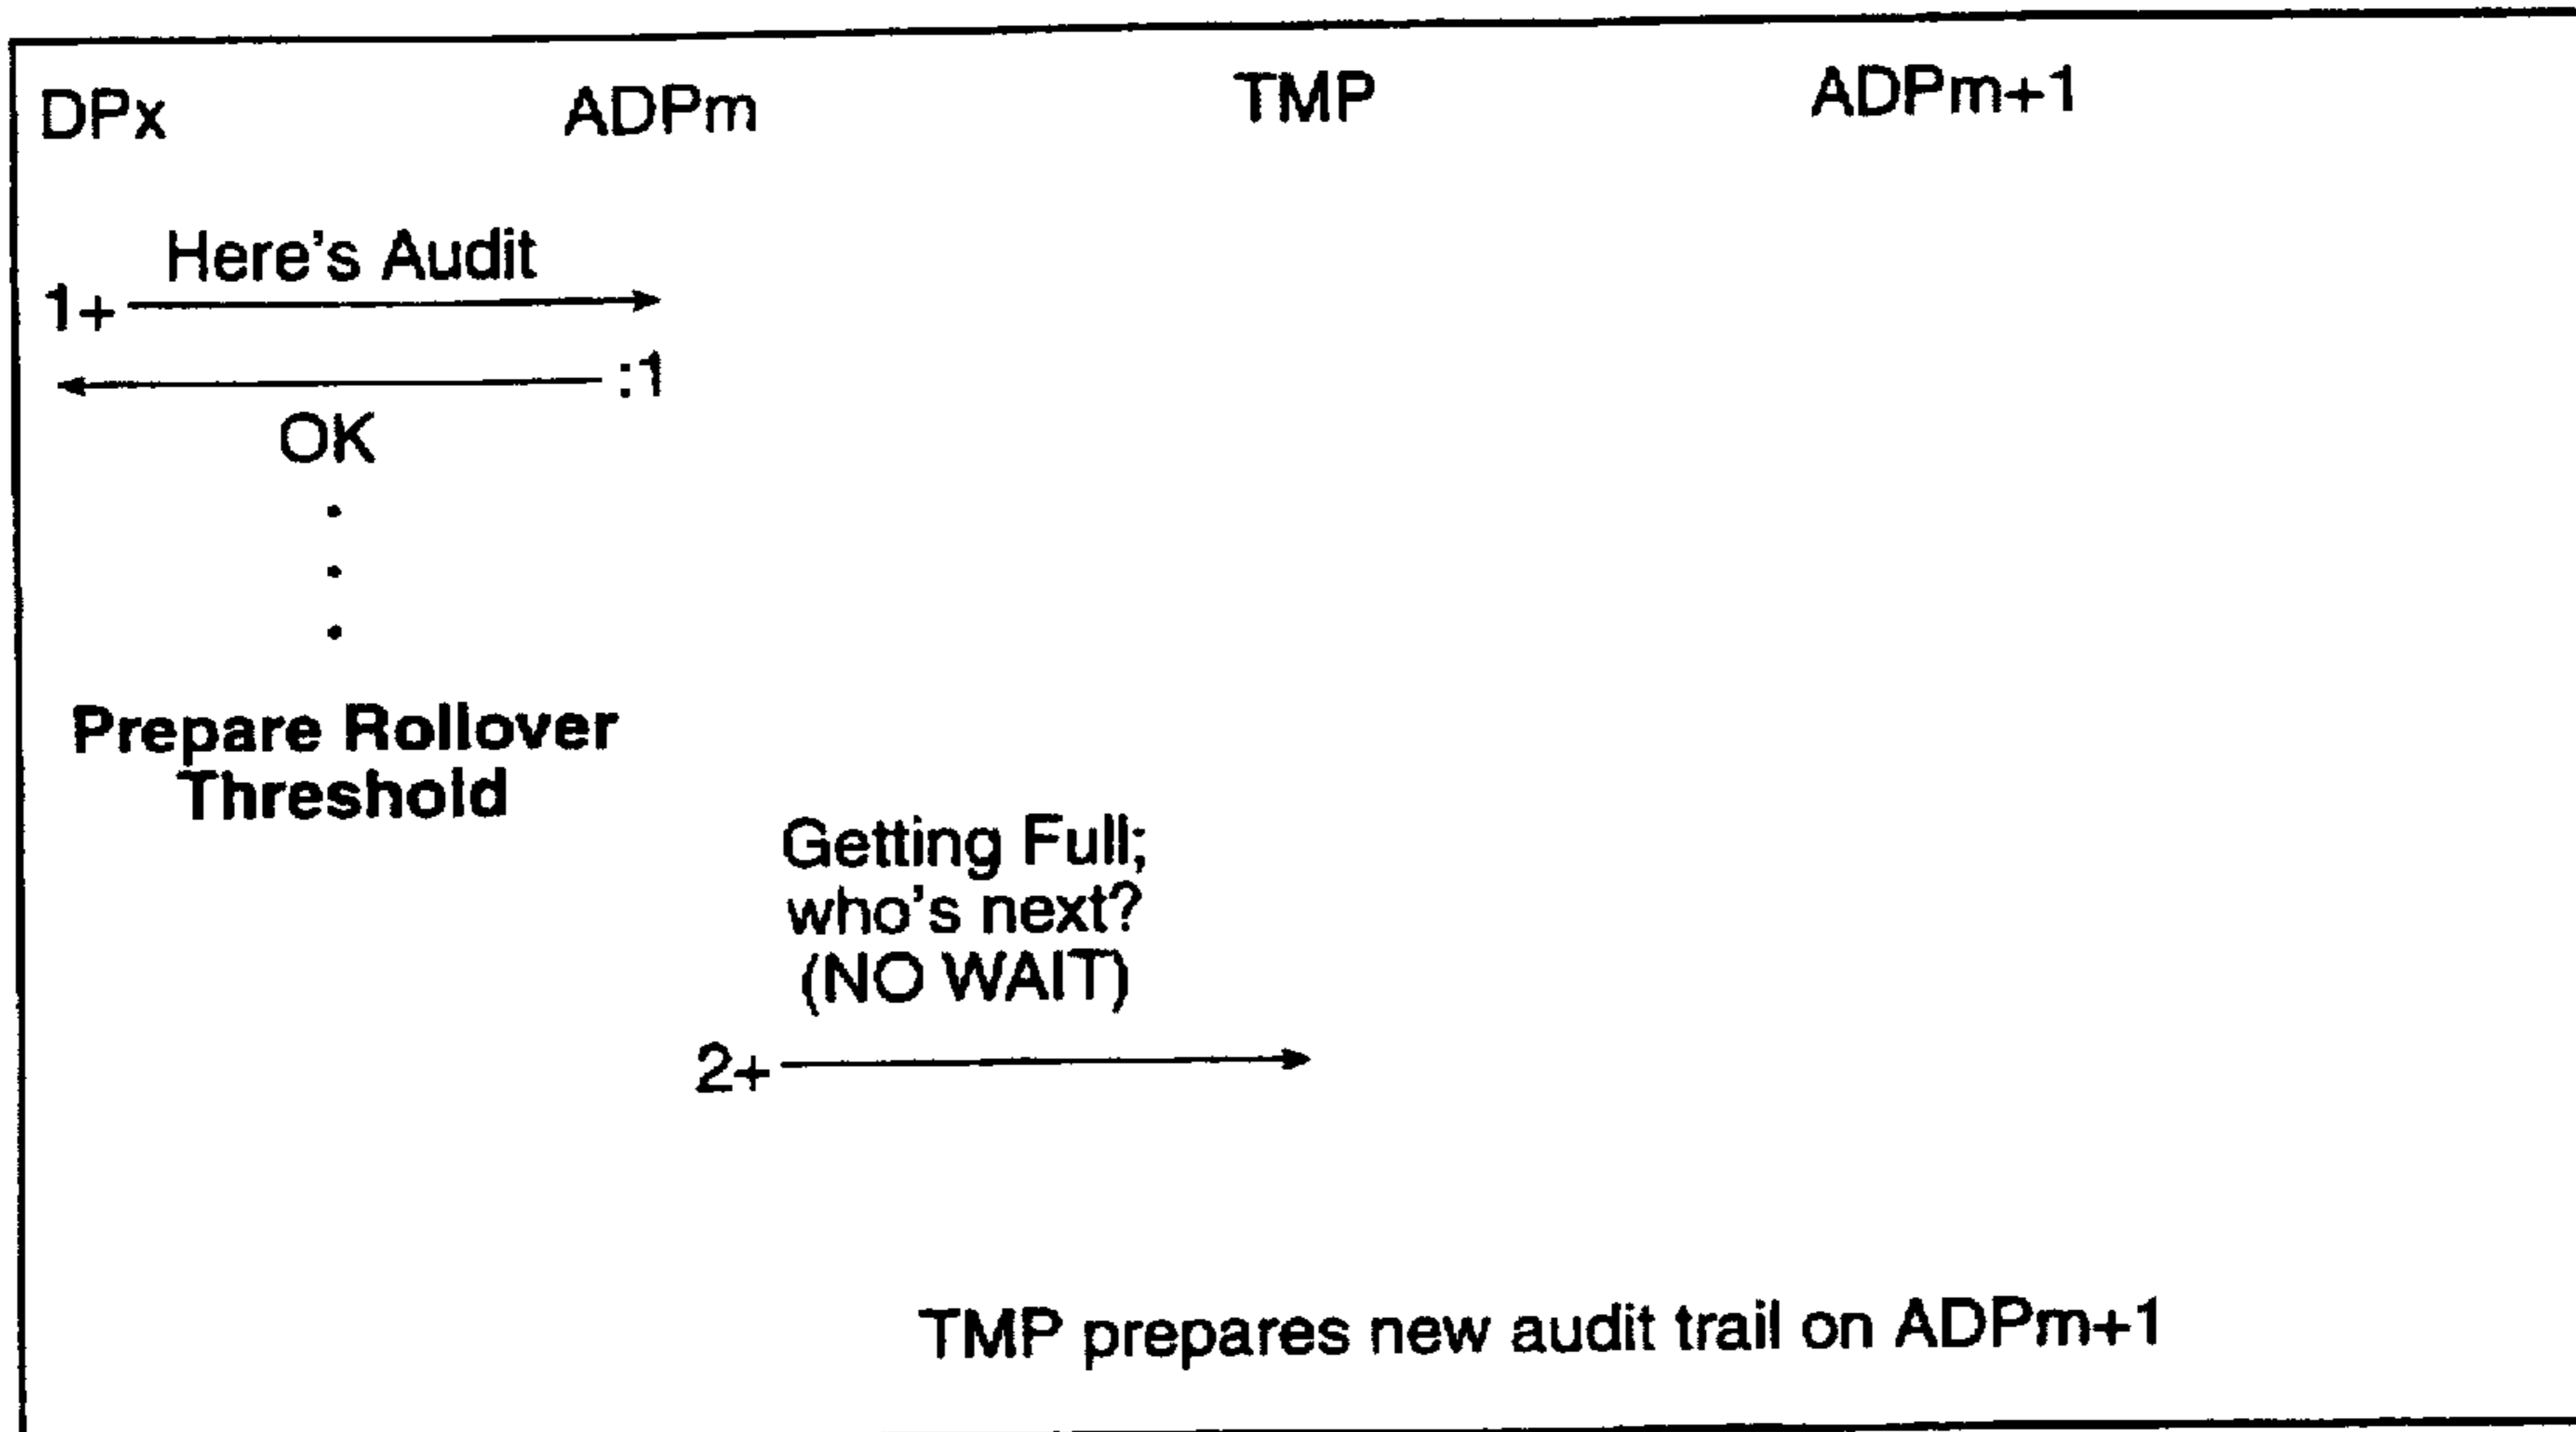 DPx ADPm TMP ADPm+1
Here's Audit
1+
:1
OK
Prepare Rollover
Threshold
Getting Full;
who's next?
(NO WAIT)
2+
TMP prepares new audit trail on ADPm+1